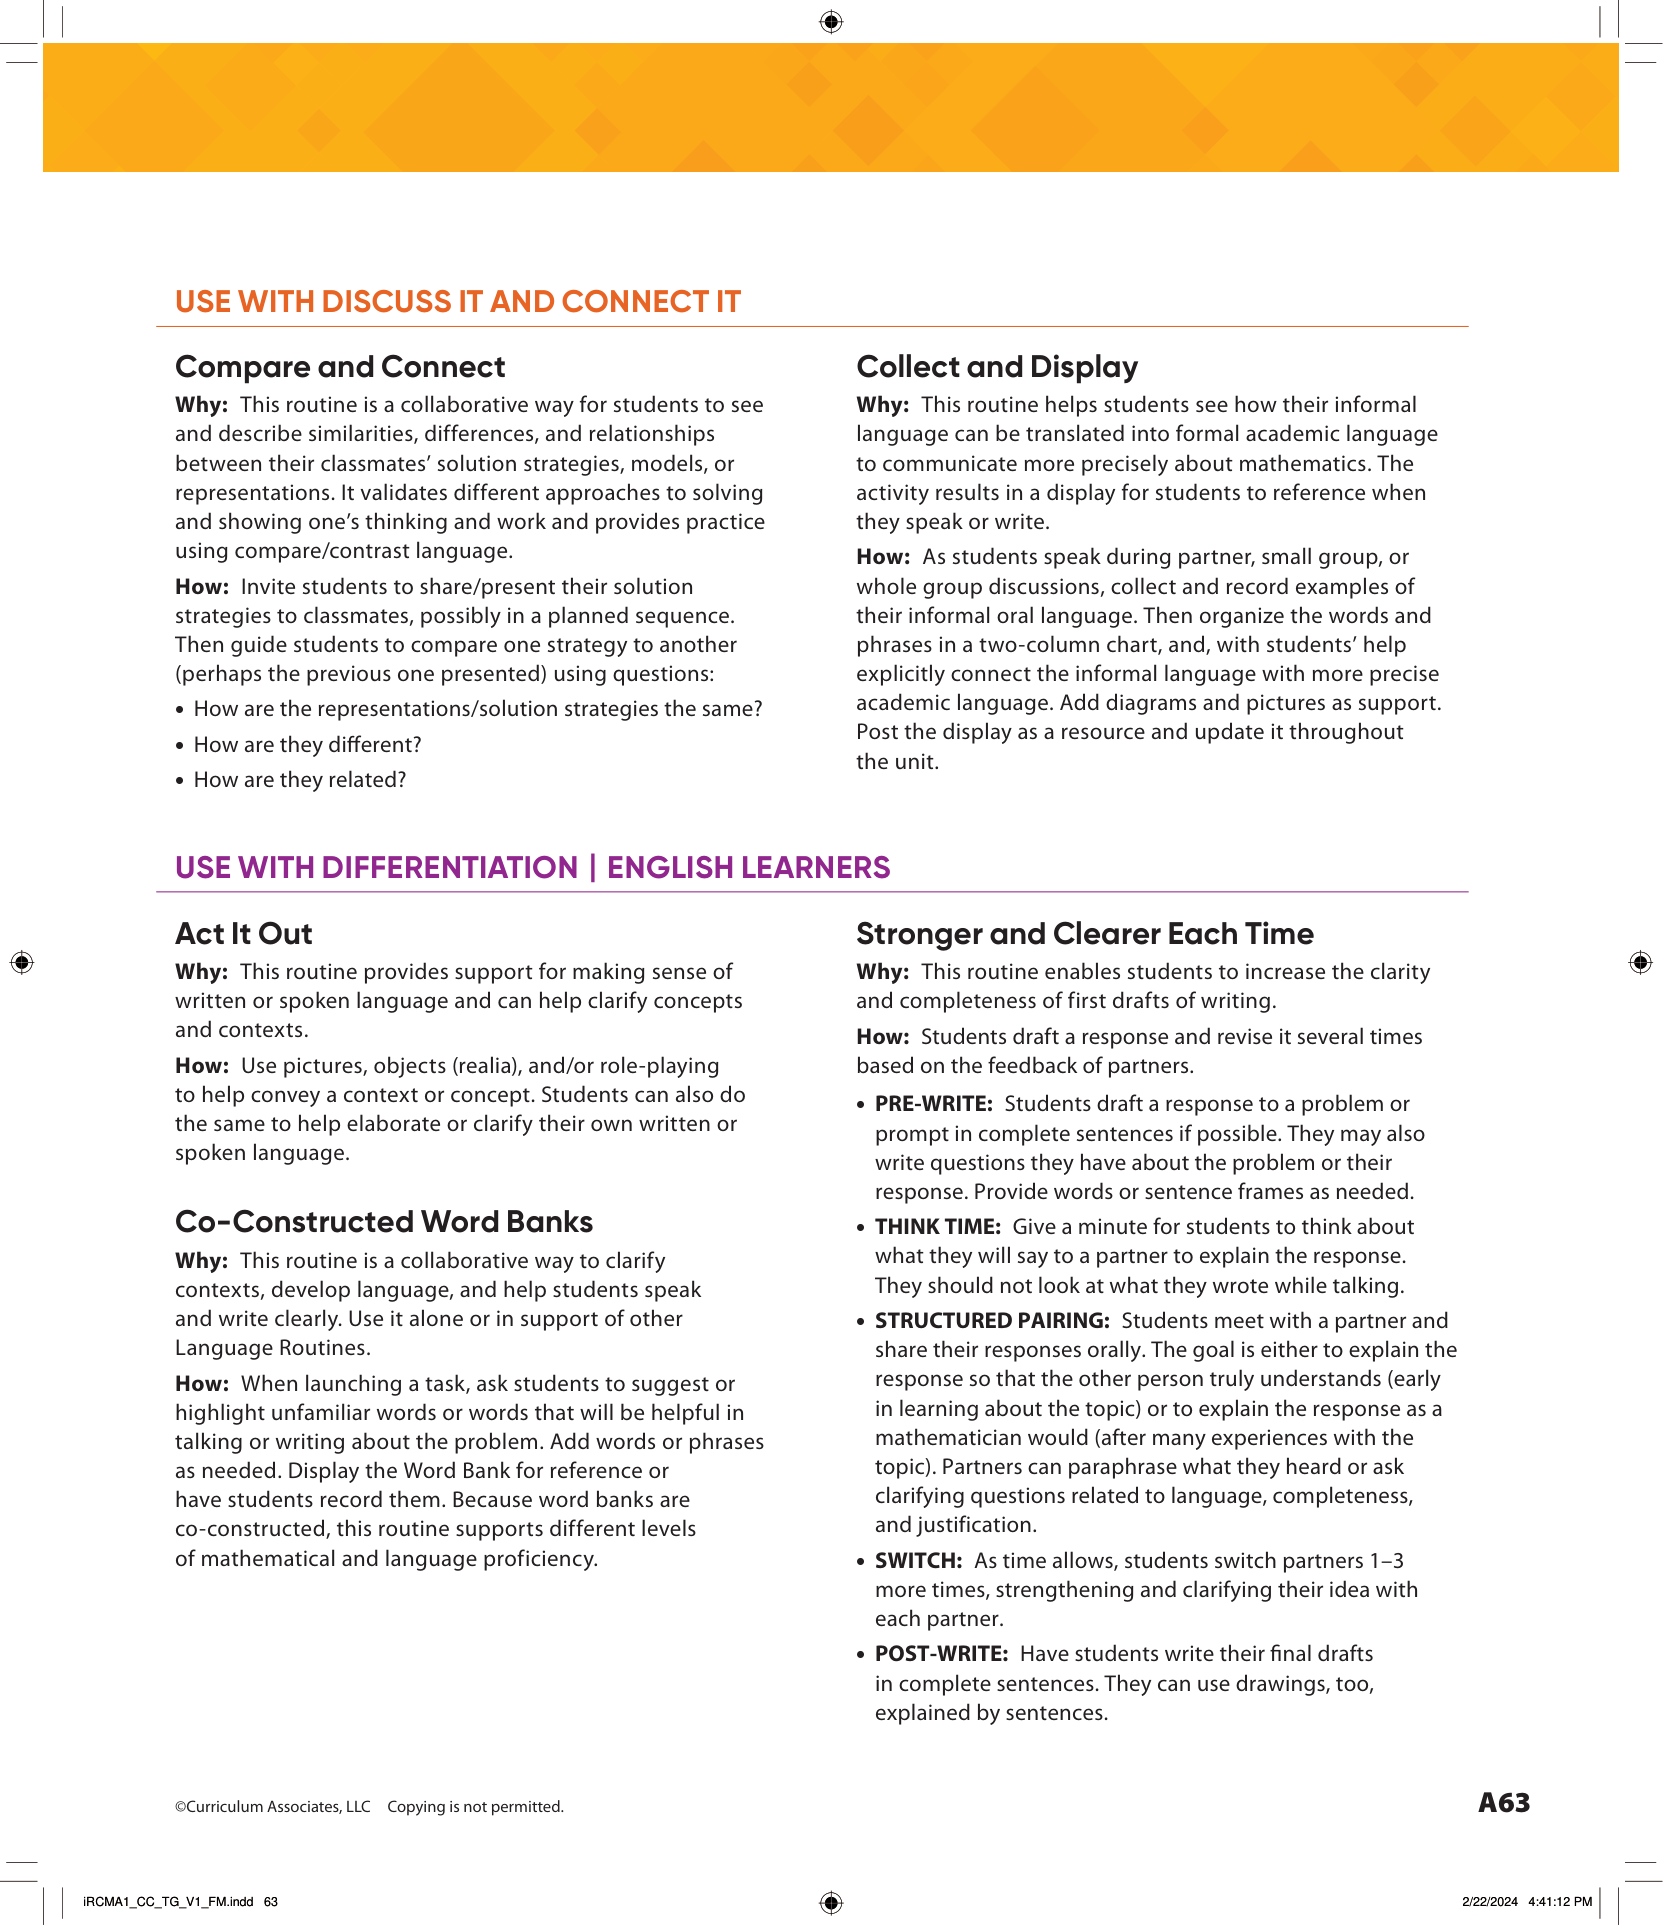 USE WITH DISCUSS IT AND CONNECT IT
Compare and Connect
Why: This routine is a collaborative way for students to see
and describe similarities, differences, and relationships
between their classmates’ solution strategies, models, or
representations. It validates different approaches to solving
and showing one’s thinking and work and provides practice
using compare/contrast language.
How: Invite students to share/present their solution
strategies to classmates, possibly in a planned sequence.
Then guide students to compare one strategy to another
(perhaps the previous one presented) using questions:
• How are the representations/solution strategies the same?
• How are they different?
• How are they related?
Collect and Display
Why: This routine helps students see how their informal
language can be translated into formal academic language
to communicate more precisely about mathematics. The
activity results in a display for students to reference when
they speak or write.
How: As students speak during partner, small group, or
whole group discussions, collect and record examples of
their informal oral language. Then organize the words and
phrases in a two-column chart, and, with students’ help
explicitly connect the informal language with more precise
academic language. Add diagrams and pictures as support.
Post the display as a resource and update it throughout
the unit.
USE WITH DIFFERENTIATION | ENGLISH LEARNERS
Act It Out
Why: This routine provides support for making sense of
written or spoken language and can help clarify concepts
and contexts.
How: Use pictures, objects (realia), and/or role-playing
to help convey a context or concept. Students can also do
the same to help elaborate or clarify their own written or
spoken language.
Co-Constructed Word Banks
Why: This routine is a collaborative way to clarify
contexts, develop language, and help students speak
and write clearly. Use it alone or in support of other
Language Routines.
How: When launching a task, ask students to suggest or
highlight unfamiliar words or words that will be helpful in
talking or writing about the problem. Add words or phrases
as needed. Display the Word Bank for reference or
have students record them. Because word banks are
co-constructed, this routine supports different levels
of mathematical and language proficiency.
Stronger and Clearer Each Time
Why: This routine enables students to increase the clarity
and completeness of first drafts of writing.
How: Students draft a response and revise it several times
based on the feedback of partners.
• PRE-WRITE: Students draft a response to a problem or
prompt in complete sentences if possible. They may also
write questions they have about the problem or their
response. Provide words or sentence frames as needed.
• THINK TIME: Give a minute for students to think about
what they will say to a partner to explain the response.
They should not look at what they wrote while talking.
• STRUCTURED PAIRING: Students meet with a partner and
share their responses orally. The goal is either to explain the
response so that the other person truly understands (early
in learning about the topic) or to explain the response as a
mathematician would (after many experiences with the
topic). Partners can paraphrase what they heard or ask
clarifying questions related to language, completeness,
and justification.
• SWITCH: As time allows, students switch partners 1–3
more times, strengthening and clarifying their idea with
each partner.
• POST-WRITE: Have students write their final drafts
in complete sentences. They can use drawings, too,
explained by sentences.
©Curriculum Associates, LLC Copying is not permitted.
A63
iRCMA1_CC_TG_V1_FM.indd 63
2/22/2024 4:41:12 PM